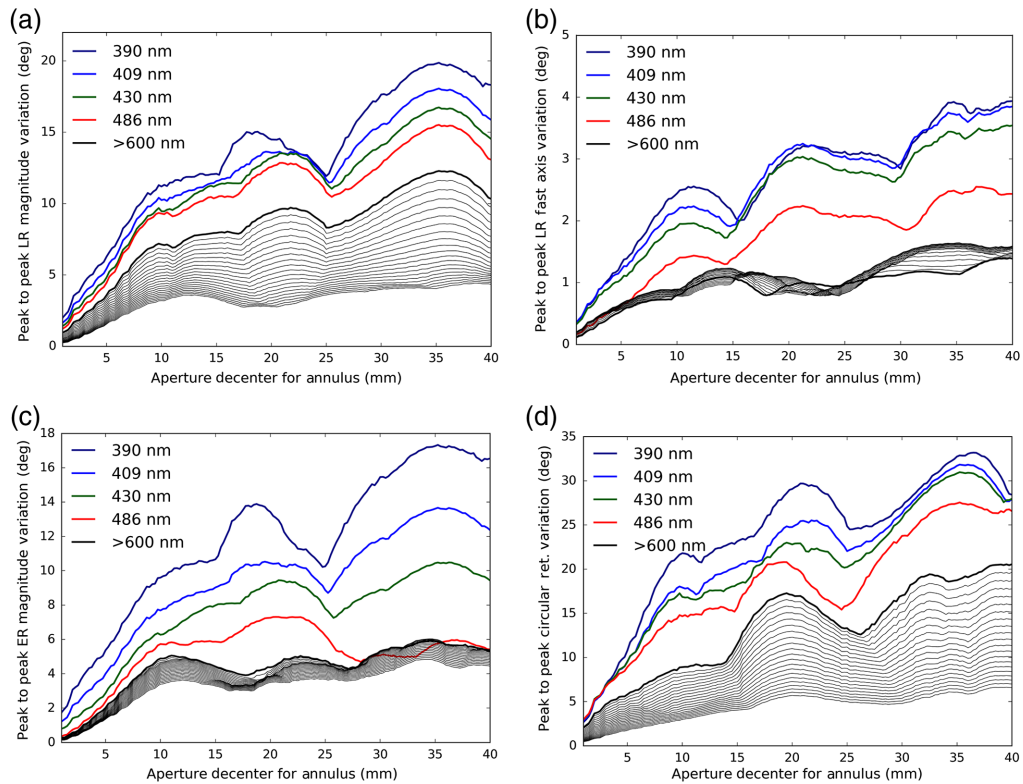 (a)
Peak to peak LR magnitude variation (deg)
20
15
10
5
0
390 nm
409 nm
430 nm
486 nm
>600 nm
5 10 15 20 25 30 35 40
Aperture decenter for annulus (mm)
(b)
Peak to peak LR fast axis variation (deg)
5
4
3
2
1
0
390 nm
409 nm
430 nm
486 nm
>600 nm
5 10 15 20 25 30 35 40
Aperture decenter for annulus (mm)
(c)
Peak to peak ER magnitude variation (deg)
18
16
14
12
10
8
6
4
2
0
390 nm
409 nm
430 nm
486 nm
>600 nm
5 10 15 20 25 30 35 40
Aperture decenter for annulus (mm)
(d)
Peak to peak circular ret. variation (deg)
35
30
25
20
15
10
5
0
390 nm
409 nm
430 nm
486 nm
>600 nm
5 10 15 20 25 30 35 40
Aperture decenter for annulus (mm)